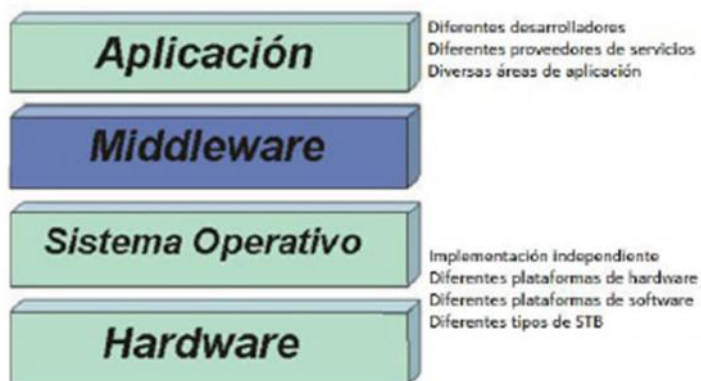 Aplicación
Diferentes desarrolladores
Diferentes proveedores de servicios
Diversas áreas de aplicación
Middleware
Sistema Operativo
Implementación independiente
Diferentes plataformas de hardware
Diferentes plataformas de software
Diferentes tipos de STB
Hardware